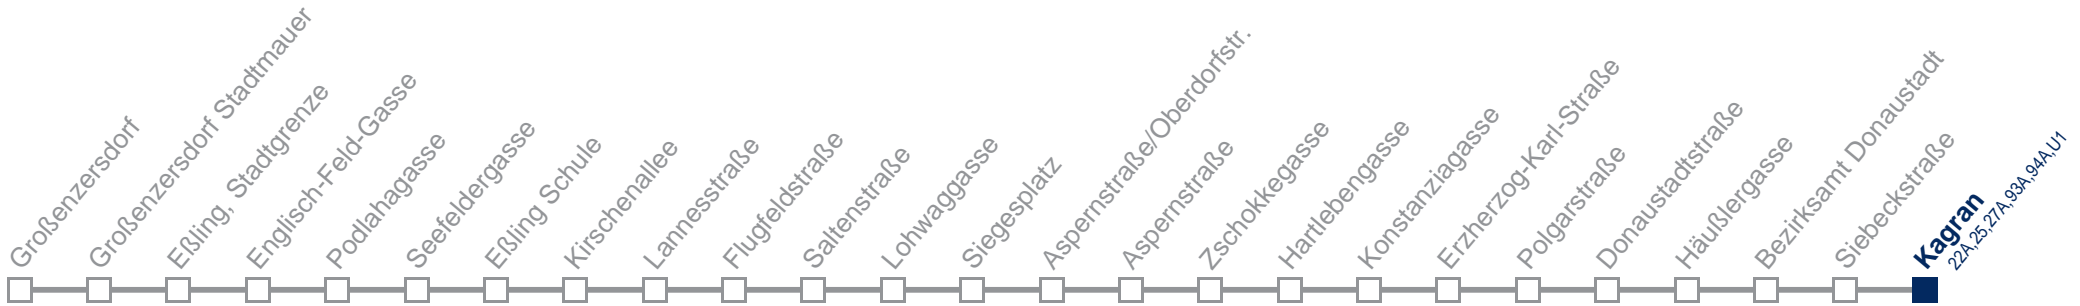 Großenzersdorf
Großenzersdorf Stadtmauer
Eßling, Stadtgrenze
Englisch-Feld-Gasse
Podlahagasse
Seefeldergasse
Eßling Schule
Kirschenallee
Lannesstraße
Flugfeldstraße
Saltenstraße
Lohwaggasse
Siegesplatz
Aspernstraße/Oberdorfstr.
Aspernstraße
Zschokkegasse
Hartlebengasse
Konstanziagasse
Erzherzog-Karl-Straße
Polgarstraße
Donaustadtstraße
Häußlergasse
Bezirksamt Donaustadt
Siebeckstraße
Kagran
22A,25,27A,93A,94A,U1